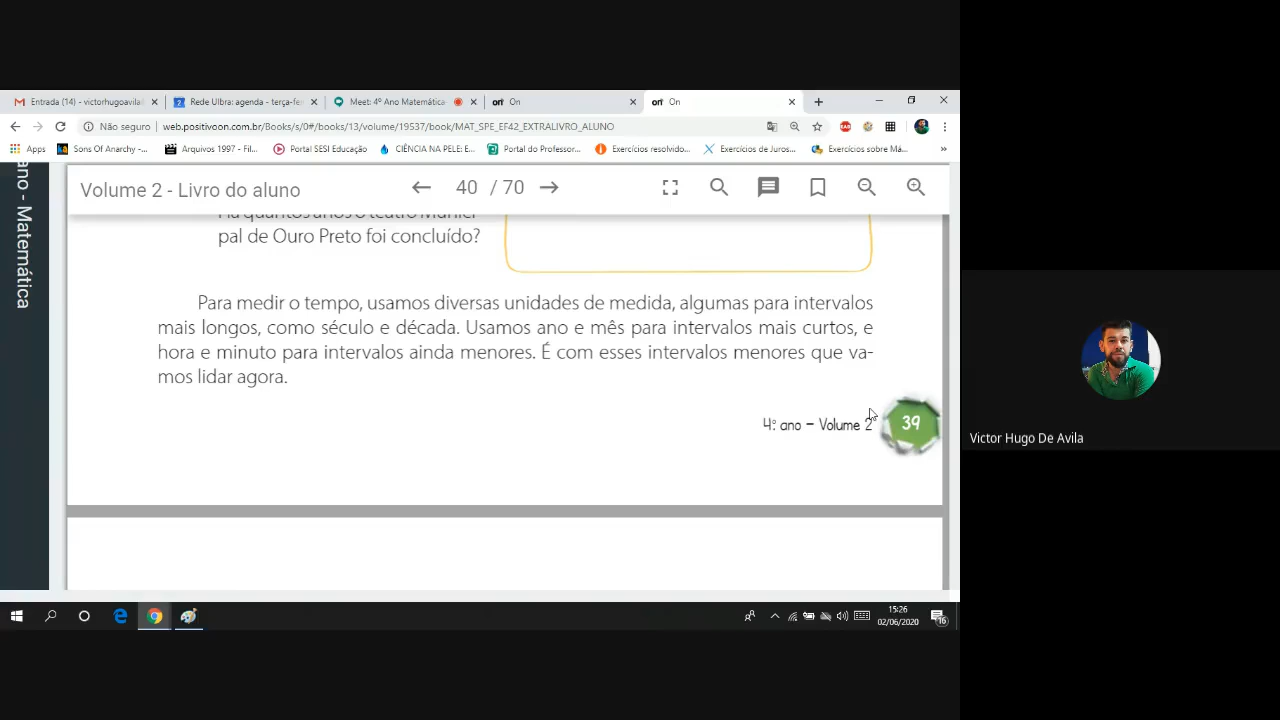 Entrada (14) - victorhugoavila
Rede Ulbra: agenda - terça-fe
Meet: 4º Ano Matemática
On
On
Não seguro
web.positivoon.com.br/Books/s/0#/books/13/volume/19537/book/MAT_SPE_EF42_EXTRALIVRO_ALUNO
Apps
Sons Of Anarchy -...
Arquivos 1997 - Fil...
Portal SESI Educação
CIÊNCIA NA PELE: E...
Portal do Professor...
Exercícios resolvido...
Exercícios de Juros...
Exercícios sobre Má...
»
ano - Matemática
Volume 2 - Livro do aluno
40 / 70
Há quantos anos o teatro Munici-
pal de Ouro Preto foi concluído?
Para medir o tempo, usamos diversas unidades de medida, algumas para intervalos
mais longos, como século e década. Usamos ano e mês para intervalos mais curtos, e
hora e minuto para intervalos ainda menores. É com esses intervalos menores que va-
mos lidar agora.
4º. ano – Volume 2
39
Victor Hugo De Avila
15:26
02/06/2020
16